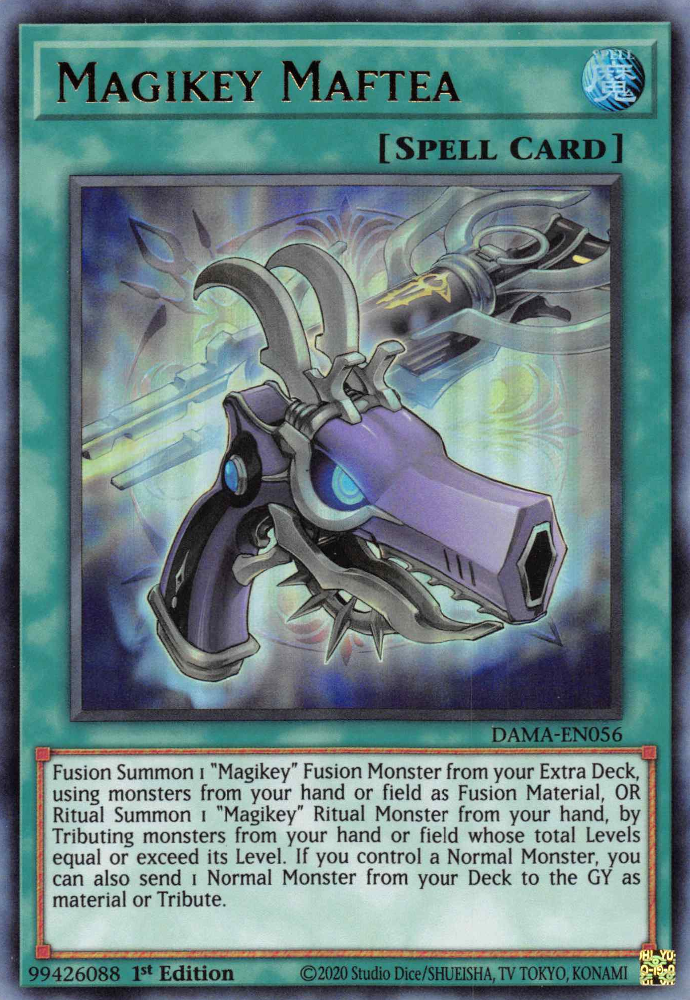 MAGIKEY MAFTEA
SPELL
魔
[SPELL CARD]
DAMA-EN056
Fusion Summon 1 "Magikey" Fusion Monster from your Extra Deck,
using monsters from your hand or field as Fusion Material, OR
Ritual Summon 1 "Magikey" Ritual Monster from your hand, by
Tributing monsters from your hand or field whose total Levels
equal or exceed its Level. If you control a Normal Monster, you
can also send 1 Normal Monster from your Deck to the GY as
material or Tribute.
99426088 1st Edition ©2020 Studio Dice/SHUEISHA, TV TOKYO, KONAMI